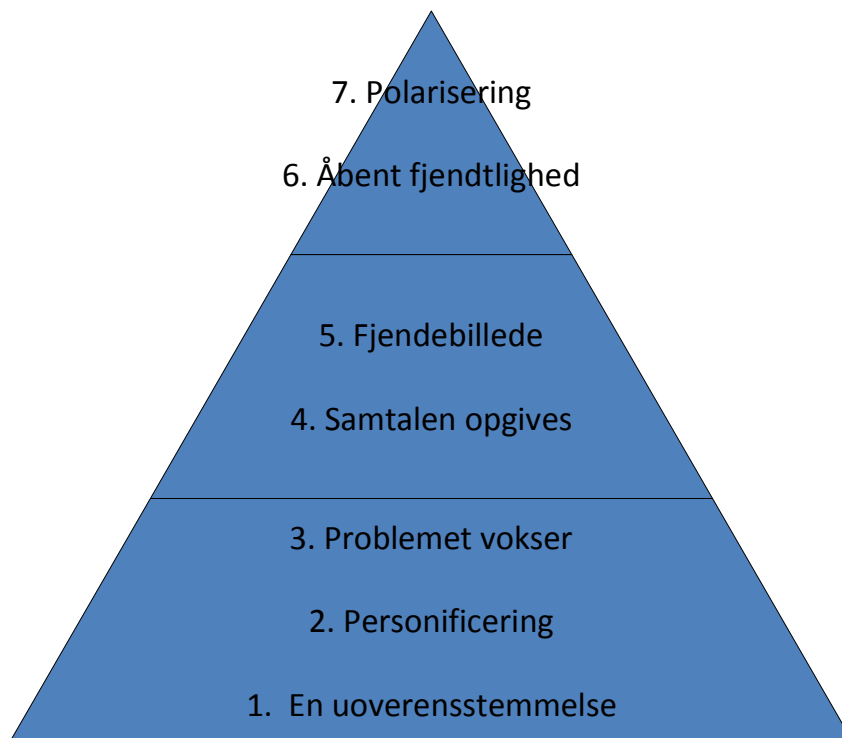 7. Polarisering
6. Åbent fjendtlighed
5. Fjendebillede
4. Samtalen opgives
3. Problemet vokser
2. Personificering
1. En uoverensstemmelse